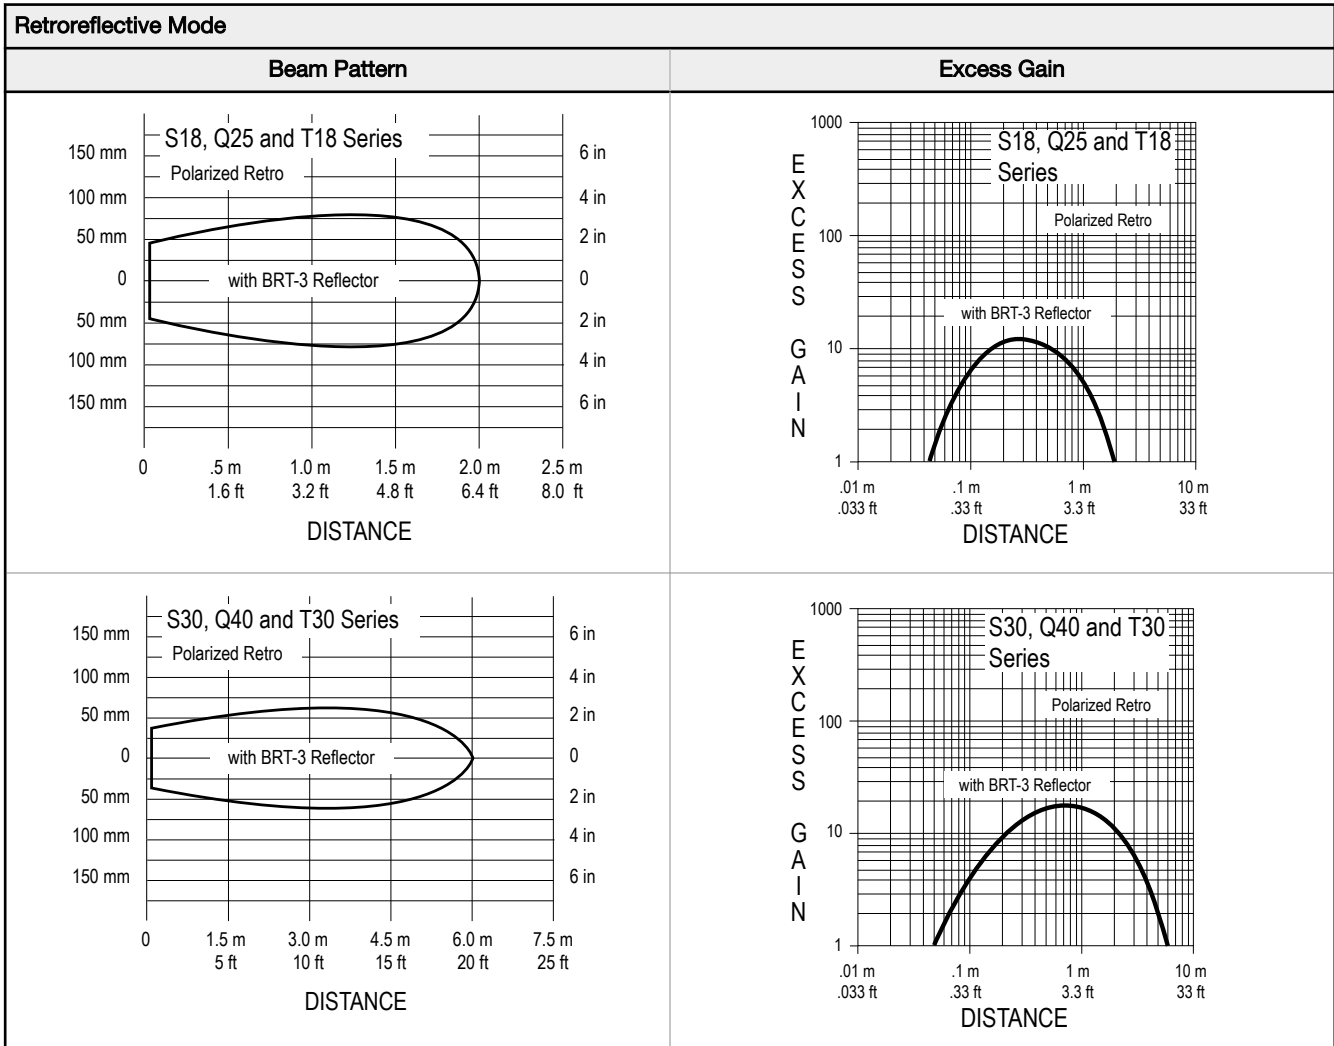 Retroreflective Mode
Beam Pattern
Excess Gain
S18, Q25 and T18 Series
Polarized Retro
with BRT-3 Reflector
150 mm
100 mm
50 mm
0
50 mm
100 mm
150 mm
6 in
4 in
2 in
0
2 in
4 in
6 in
0 .5 m 1.0 m 1.5 m 2.0 m 2.5 m
1.6 ft 3.2 ft 4.8 ft 6.4 ft 8.0 ft
DISTANCE
EXCESS GAIN
1000
100
10
1
S18, Q25 and T18
Series
Polarized Retro
with BRT-3 Reflector
.01 m .1 m 1 m 10 m
.033 ft .33 ft 3.3 ft 33 ft
DISTANCE
S30, Q40 and T30 Series
Polarized Retro
with BRT-3 Reflector
150 mm
100 mm
50 mm
0
50 mm
100 mm
150 mm
6 in
4 in
2 in
0
2 in
4 in
6 in
0 1.5 m 3.0 m 4.5 m 6.0 m 7.5 m
5 ft 10 ft 15 ft 20 ft 25 ft
DISTANCE
EXCESS GAIN
1000
100
10
1
S30, Q40 and T30
Series
Polarized Retro
with BRT-3 Reflector
.01 m .1 m 1 m 10 m
.033 ft .33 ft 3.3 ft 33 ft
DISTANCE